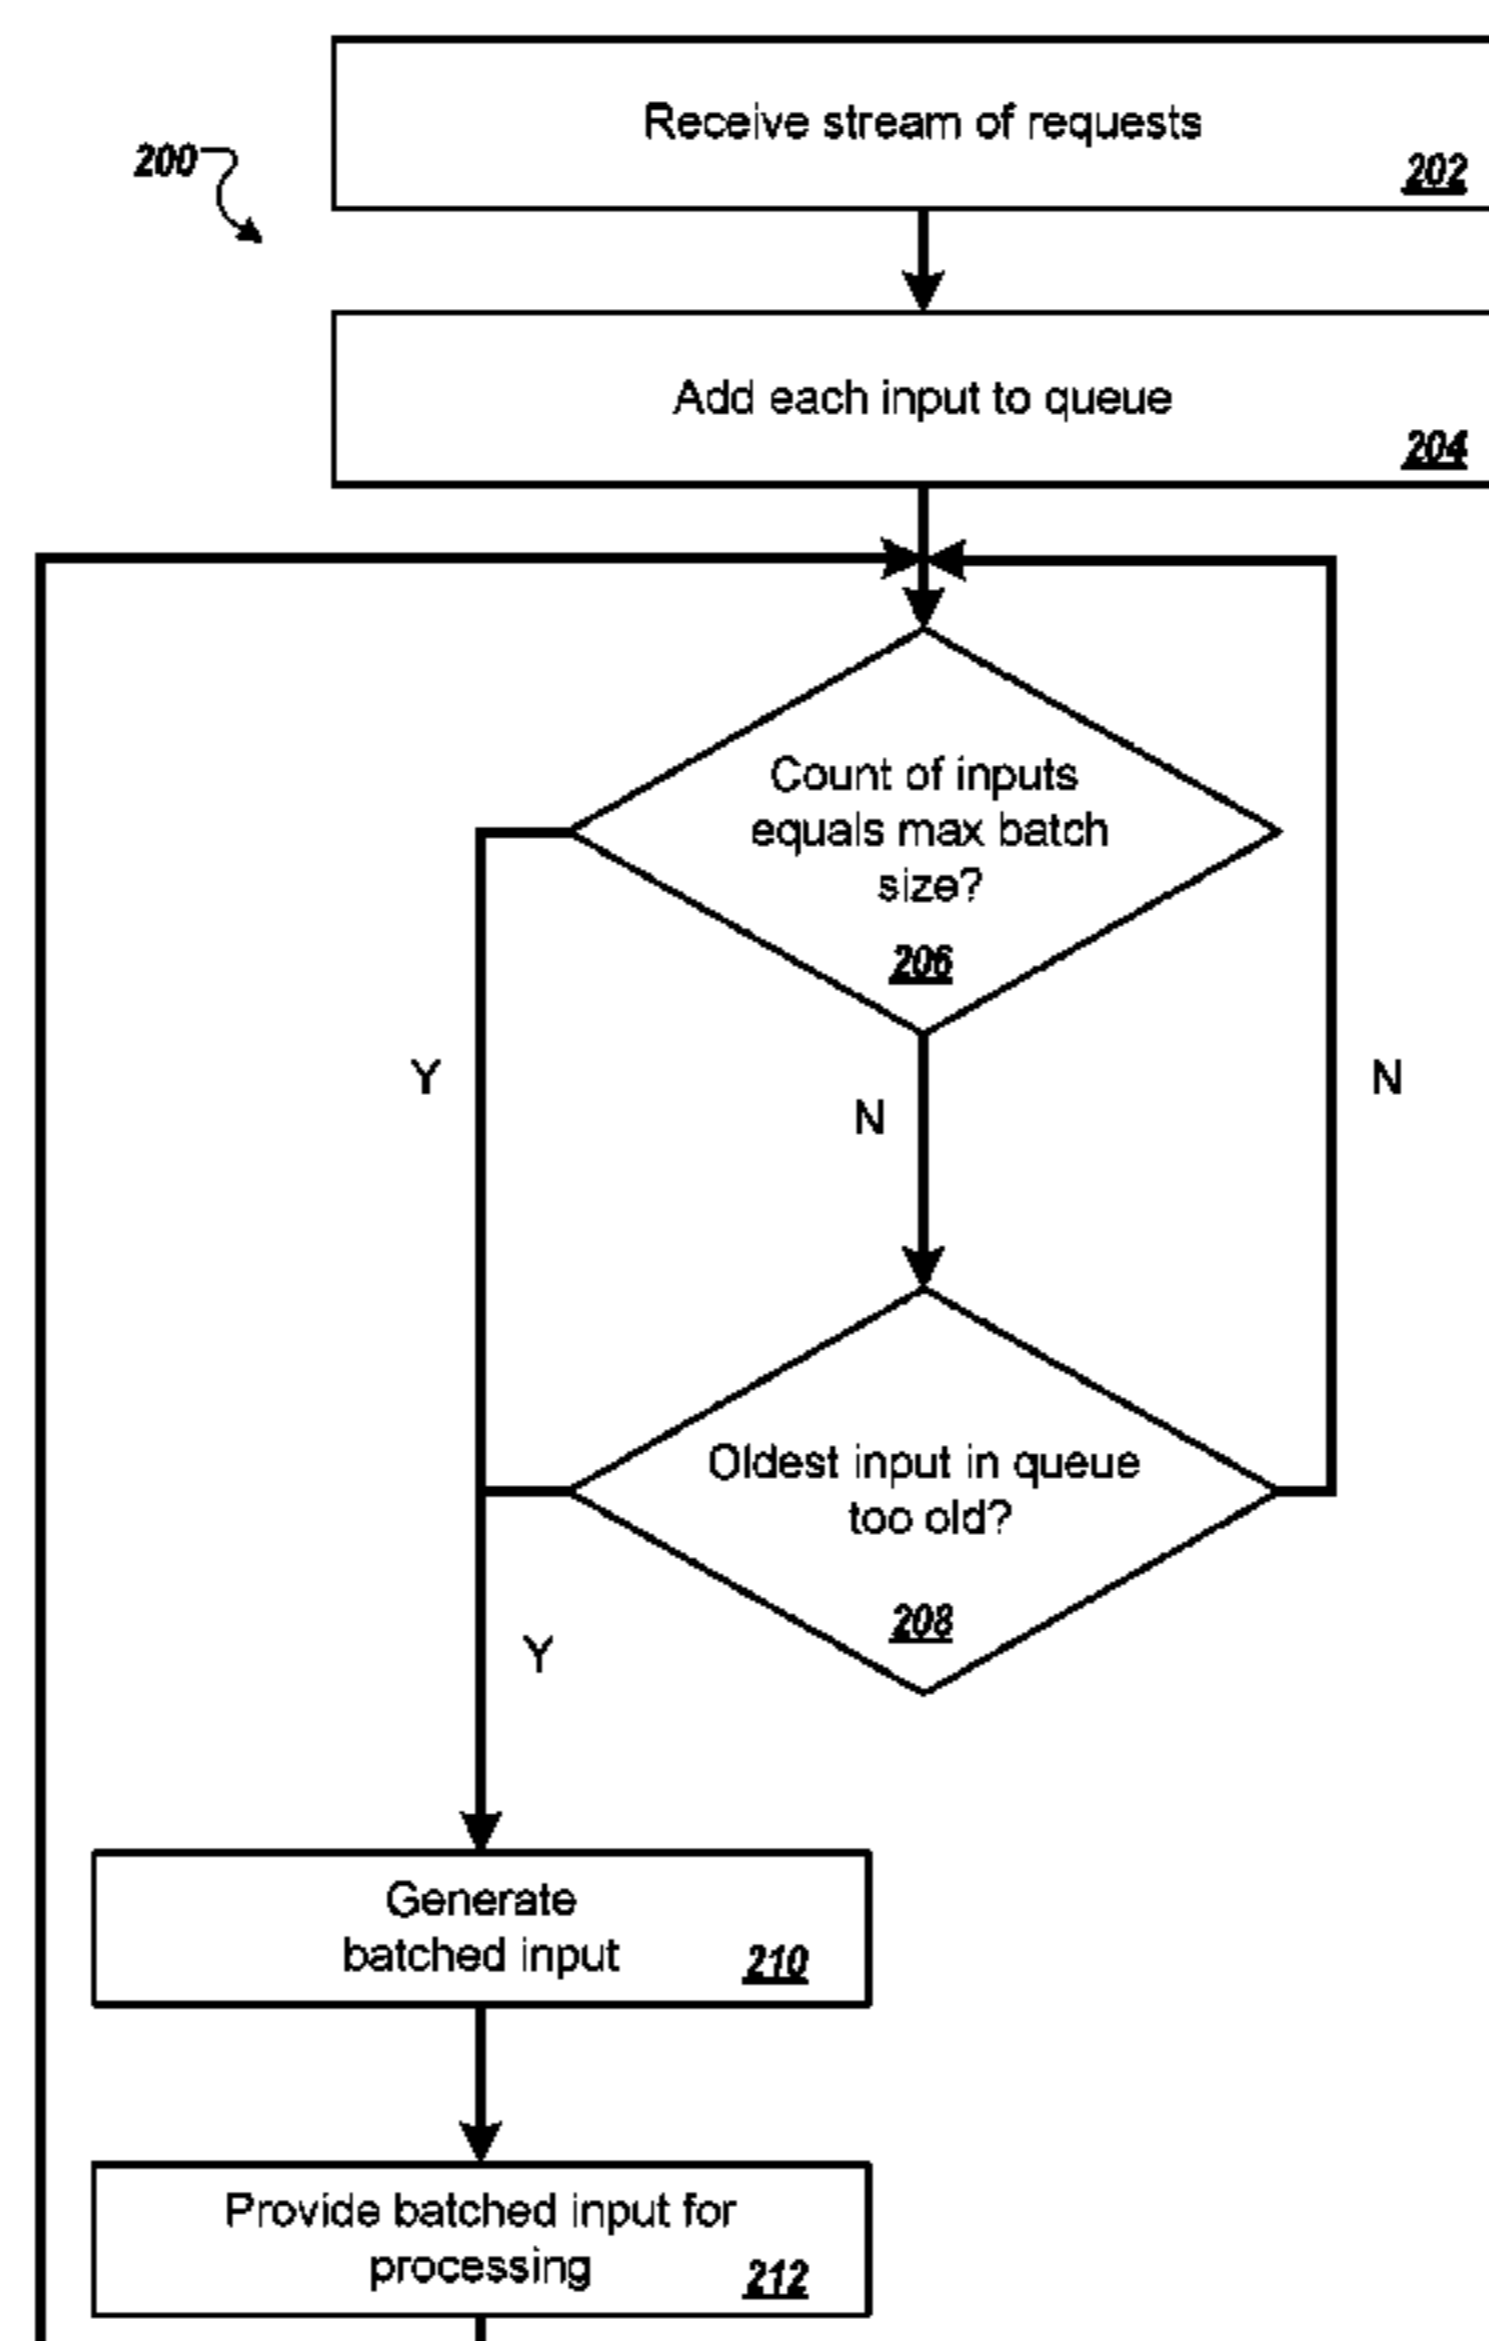 Receive stream of requests
202
200
Add each input to queue
204
Count of inputs
equals max batch
size?
206
Y
N
N
Oldest input in queue
too old?
208
Y
Generate
batched input
210
Provide batched input for
processing
212